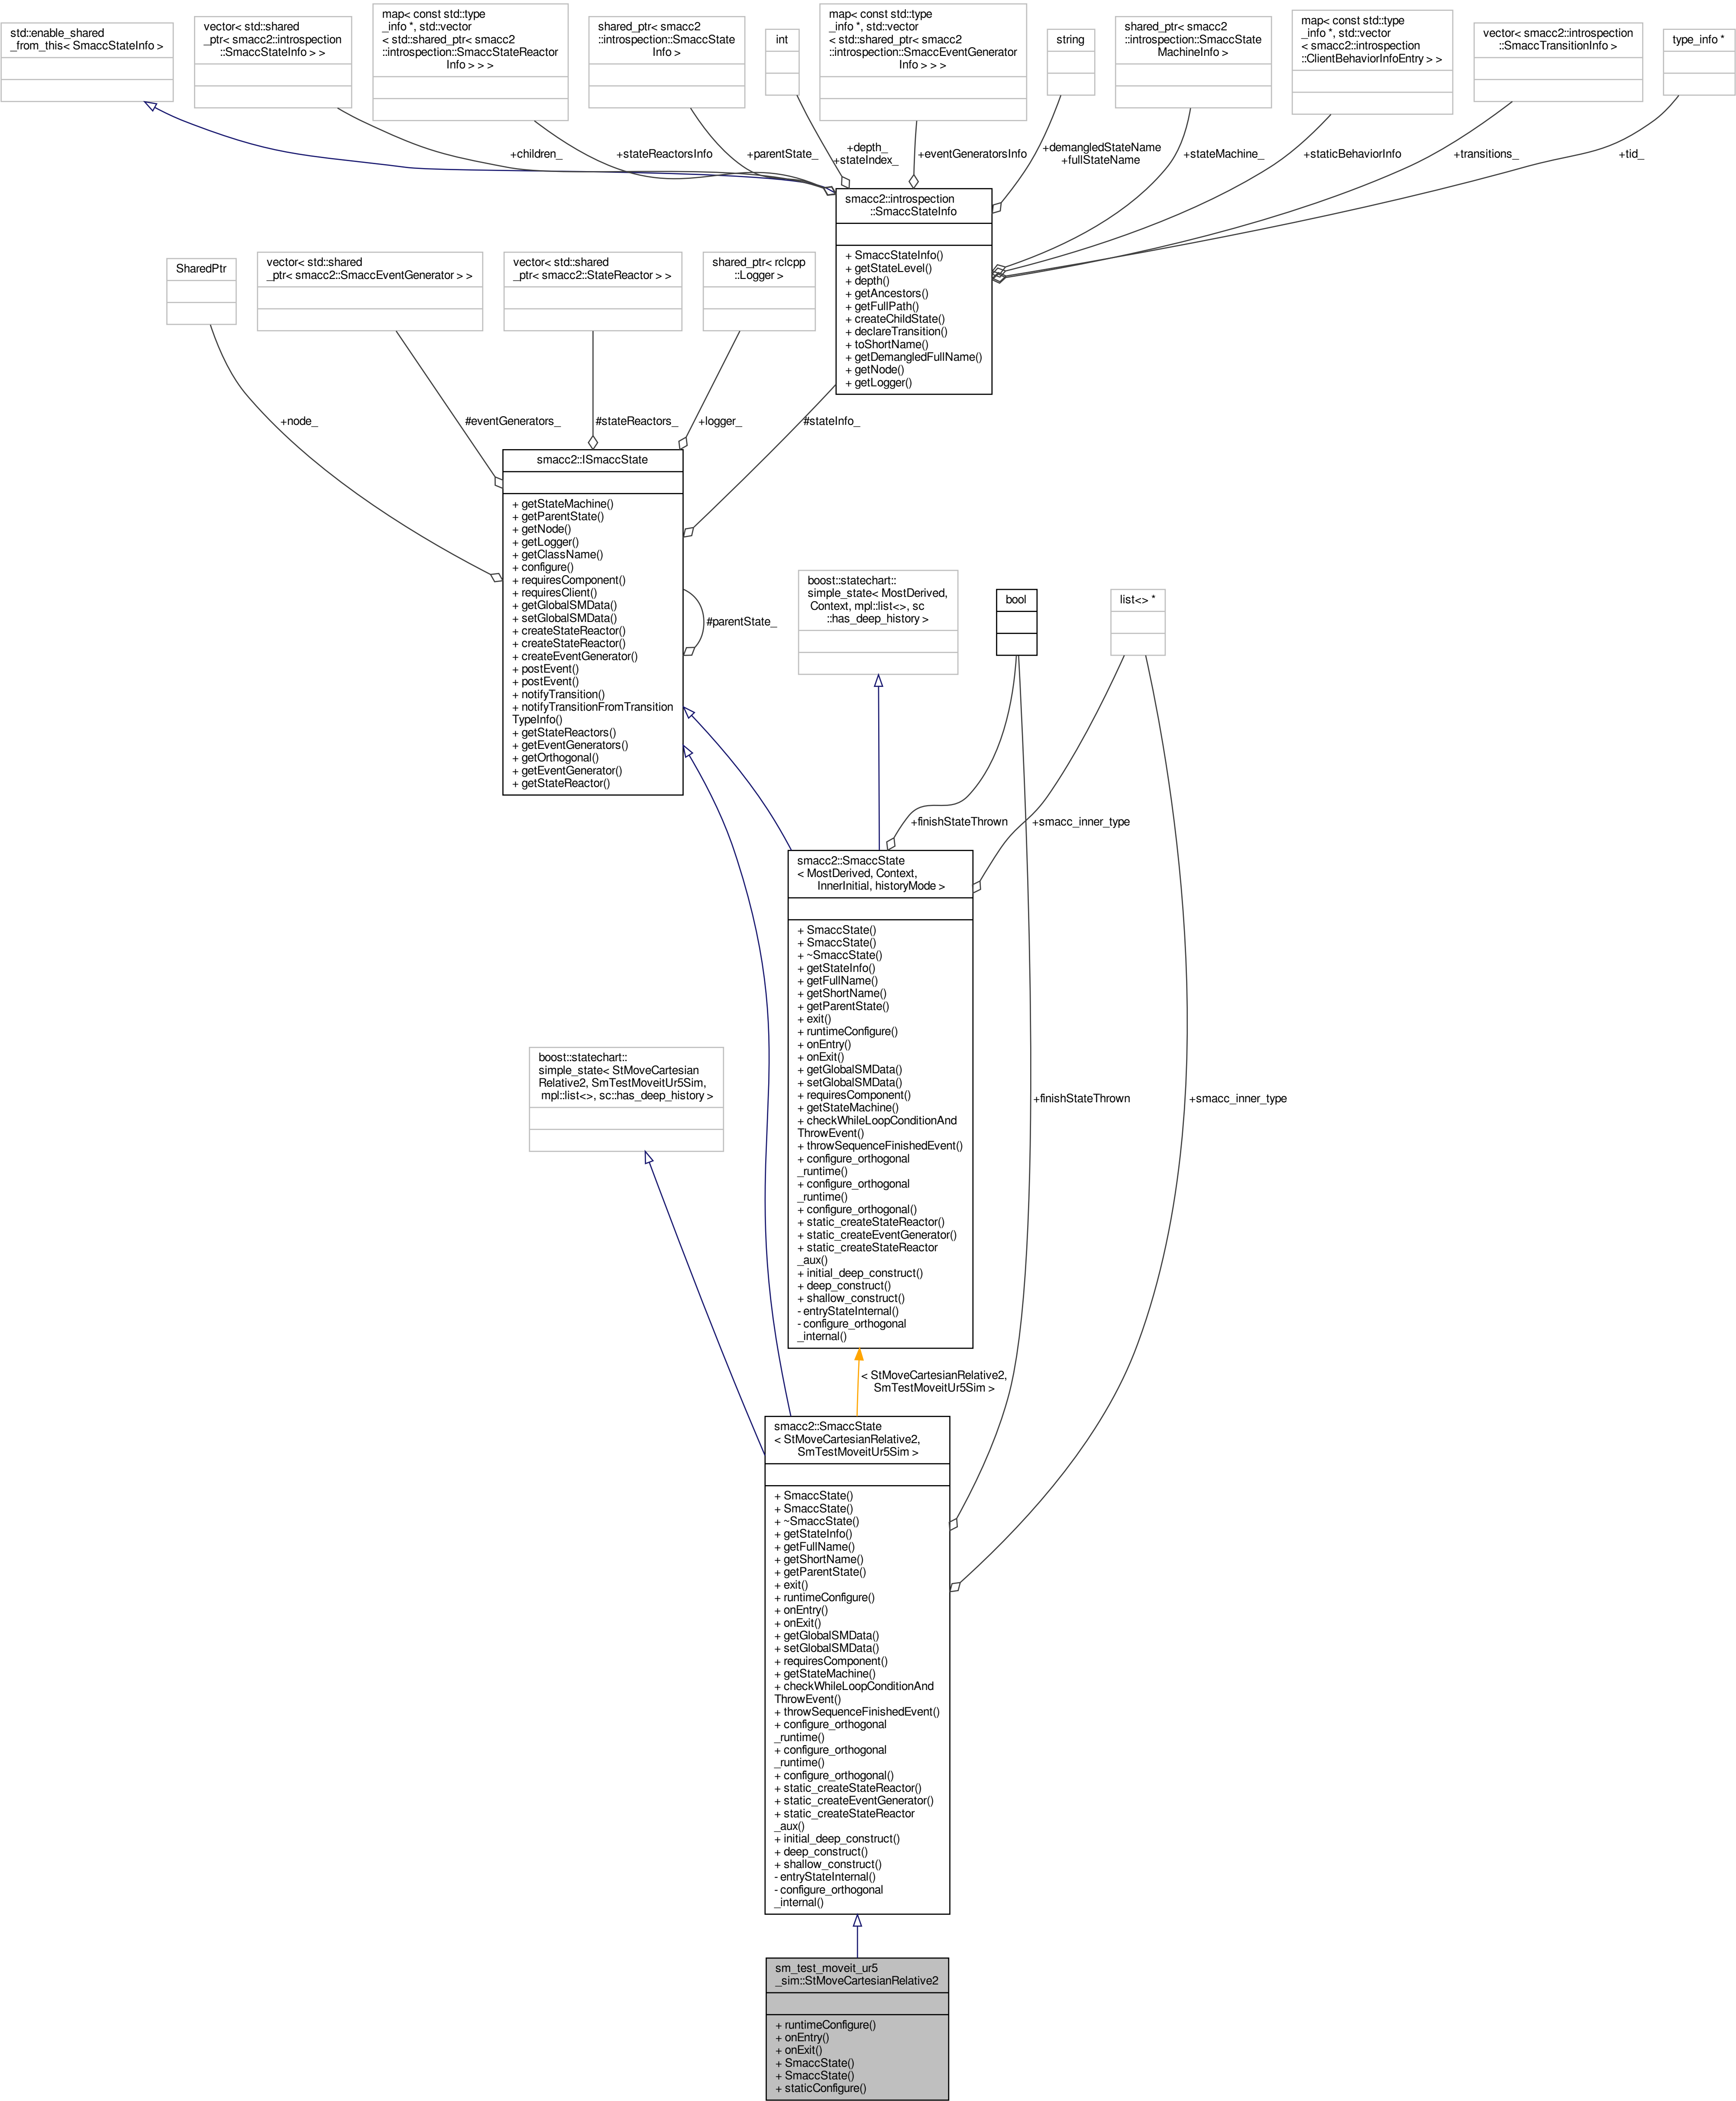 std::enable_shared
_from_this< SmaccStateInfo >
vector< std::shared
_ptr< smacc2::introspection
::SmaccStateInfo > >
map< const std::type
_info *, std::vector
< std::shared_ptr< smacc2
::introspection::SmaccStateReactor
Info > > >
shared_ptr< smacc2
::introspection::SmaccState
Info >
int
map< const std::type
_info *, std::vector
< std::shared_ptr< smacc2
::introspection::SmaccEventGenerator
Info > > >
string
shared_ptr< smacc2
::introspection::SmaccState
MachineInfo >
map< const std::type
_info *, std::vector
< smacc2::introspection
::ClientBehaviorInfoEntry > >
vector< smacc2::introspection
::SmaccTransitionInfo >
type_info *
+children_
+stateReactorsInfo
+parentState_
+depth_
+stateIndex_
+eventGeneratorsInfo
+demangledStateName
+fullStateName
+stateMachine_
+staticBehaviorInfo
+transitions_
+tid_
smacc2::introspection
::SmaccStateInfo
+ SmaccStateInfo()
+ getStateLevel()
+ depth()
+ getAncestors()
+ getFullPath()
+ createChildState()
+ declareTransition()
+ toShortName()
+ getDemangledFullName()
+ getNode()
+ getLogger()
SharedPtr
vector< std::shared
_ptr< smacc2::SmaccEventGenerator > >
vector< std::shared
_ptr< smacc2::StateReactor > >
shared_ptr< rclcpp
::Logger >
+node_
#eventGenerators_
#stateReactors_
+logger_
#stateInfo_
smacc2::ISmaccState
+ getStateMachine()
+ getParentState()
+ getNode()
+ getLogger()
+ getClassName()
+ configure()
+ requiresComponent()
+ requiresClient()
+ getGlobalSMData()
+ setGlobalSMData()
+ createStateReactor()
+ createStateReactor()
+ createEventGenerator()
+ postEvent()
+ postEvent()
+ notifyTransition()
+ notifyTransitionFromTransition
TypeInfo()
+ getStateReactors()
+ getEventGenerators()
+ getOrthogonal()
+ getEventGenerator()
+ getStateReactor()
#parentState_
boost::statechart::
simple_state< MostDerived,
Context, mpl::list<>, sc
::has_deep_history >
bool
list<> *
+finishStateThrown
+smacc_inner_type
smacc2::SmaccState
< MostDerived, Context,
InnerInitial, historyMode >
+ SmaccState()
+ SmaccState()
+ ~SmaccState()
+ getStateInfo()
+ getFullName()
+ getShortName()
+ getParentState()
+ exit()
+ runtimeConfigure()
+ onEntry()
+ onExit()
+ getGlobalSMData()
+ setGlobalSMData()
+ requiresComponent()
+ getStateMachine()
+ checkWhileLoopConditionAnd
ThrowEvent()
+ throwSequenceFinishedEvent()
+ configure_orthogonal
_runtime()
+ configure_orthogonal
_runtime()
+ configure_orthogonal()
+ static_createStateReactor()
+ static_createEventGenerator()
+ static_createStateReactor
_aux()
+ initial_deep_construct()
+ deep_construct()
+ shallow_construct()
- entryStateInternal()
- configure_orthogonal
_internal()
boost::statechart::
simple_state< StMoveCartesian
Relative2, SmTestMoveitUr5Sim,
mpl::list<>, sc::has_deep_history >
+finishStateThrown
+smacc_inner_type
< StMoveCartesianRelative2,
SmTestMoveitUr5Sim >
smacc2::SmaccState
< StMoveCartesianRelative2,
SmTestMoveitUr5Sim >
+ SmaccState()
+ SmaccState()
+ ~SmaccState()
+ getStateInfo()
+ getFullName()
+ getShortName()
+ getParentState()
+ exit()
+ runtimeConfigure()
+ onEntry()
+ onExit()
+ getGlobalSMData()
+ setGlobalSMData()
+ requiresComponent()
+ getStateMachine()
+ checkWhileLoopConditionAnd
ThrowEvent()
+ throwSequenceFinishedEvent()
+ configure_orthogonal
_runtime()
+ configure_orthogonal
_runtime()
+ configure_orthogonal()
+ static_createStateReactor()
+ static_createEventGenerator()
+ static_createStateReactor
_aux()
+ initial_deep_construct()
+ deep_construct()
+ shallow_construct()
- entryStateInternal()
- configure_orthogonal
_internal()
sm_test_moveit_ur5
_sim::StMoveCartesianRelative2
+ runtimeConfigure()
+ onEntry()
+ onExit()
+ SmaccState()
+ SmaccState()
+ staticConfigure()